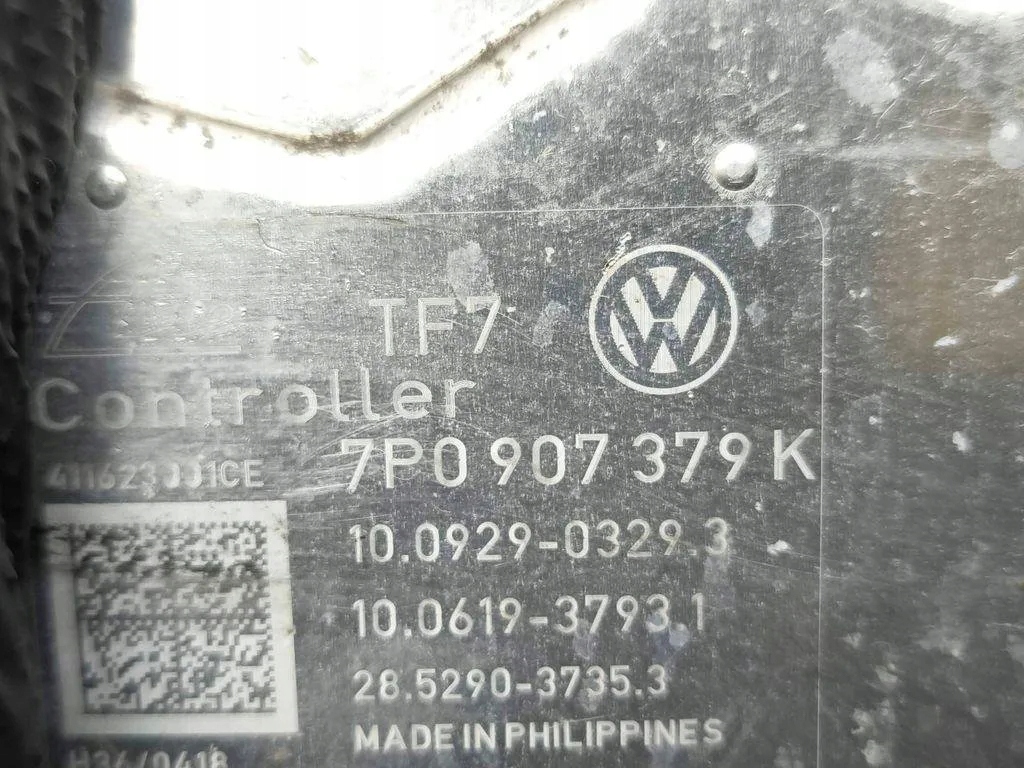 TF7
Controller
411623JJ1CE
7P0 907 379 K
10.0929-0329.3
10.0619-3793.1
28.5290-3735.3
MADE IN PHILIPPINES